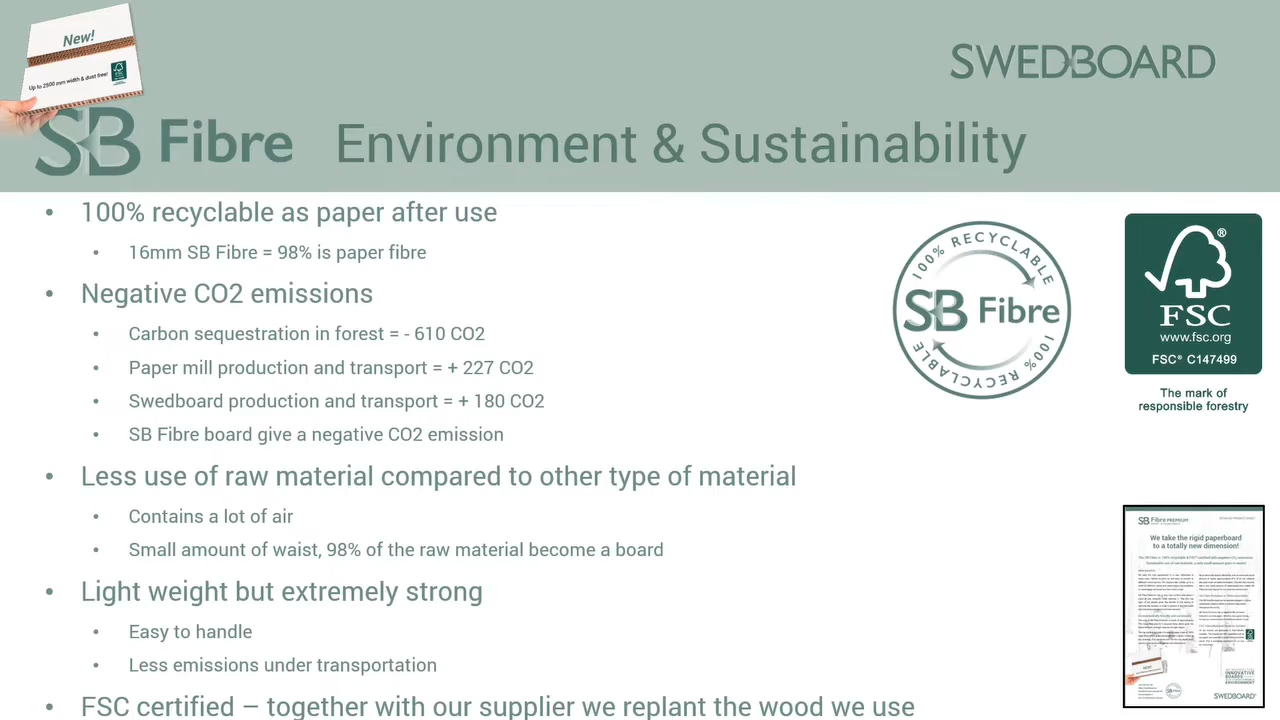 New!
Up to 2500 mm width & dust free!
FSC
SWEDBOARD
SB Fibre Environment & Sustainability
• 100% recyclable as paper after use
• 16mm SB Fibre = 98% is paper fibre
• Negative CO2 emissions
• Carbon sequestration in forest = - 610 CO2
• Paper mill production and transport = + 227 CO2
• Swedboard production and transport = + 180 CO2
• SB Fibre board give a negative CO2 emission
• Less use of raw material compared to other type of material
• Contains a lot of air
• Small amount of waist, 98% of the raw material become a board
• Light weight but extremely strong
• Easy to handle
• Less emissions under transportation
• FSC certified – together with our supplier we replant the wood we use
100% RECYCLABLE
SB Fibre
100% RECYCLABLE
®
FSC
www.fsc.org
FSC® C147499
The mark of
responsible forestry
SB Fibre PREMIUM
We take the rigid paperboard
to a totally new dimension!
INNOVATIVE
BOARDS
ENVIRONMENT
SWEDBOARD